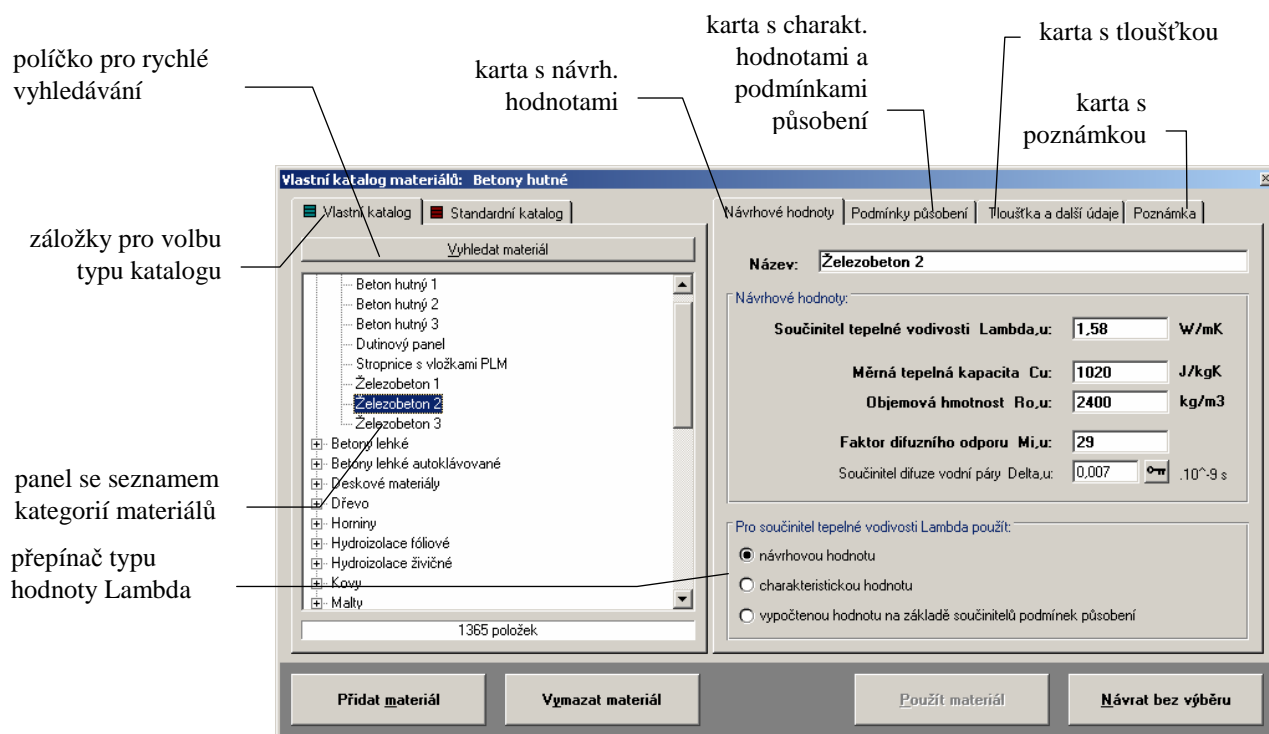 karta s charakt.
hodnotami a
podmínkami
působení
karta s tloušťkou
políčko pro rychlé
vyhledávání
karta s návrh.
hodnotami
karta s
poznámkou
Vlastní katalog materiálů: Betony hutné
Vlastní katalog
Standardní katalog
Návrhové hodnoty
Podmínky působení
Tloušťka a další údaje
Poznámka
záložky pro volbu
typu katalogu
Vyhledat materiál
Název: Železobeton 2
Beton hutný 1
Beton hutný 2
Beton hutný 3
Dutinový panel
Stropnice s vložkami PLM
Železobeton 1
Železobeton 2
Železobeton 3
Betony lehké
Betony lehké autoklávované
Deskové materiály
Dřevo
Horniny
Hydroizolace fóliové
Hydroizolace živičné
Kovy
Malty
1365 položek
Návrhové hodnoty:
Součinitel tepelné vodivosti Lambda,u: 1,58 W/mK
Měrná tepelná kapacita Cu: 1020 J/kgK
Objemová hmotnost Ro,u: 2400 kg/m3
Faktor difuzního odporu Mi,u: 29
Součinitel difuze vodní páry Delta,u: 0,007 .10^-9 s
panel se seznamem
kategorií materiálů
přepínač typu
hodnoty Lambda
Pro součinitel tepelné vodivosti Lambda použít:
návrhovou hodnotu
charakteristickou hodnotu
vypočtenou hodnotu na základě součinitelů podmínek působení
Přidat materiál
Vymazat materiál
Použít materiál
Návrat bez výběru